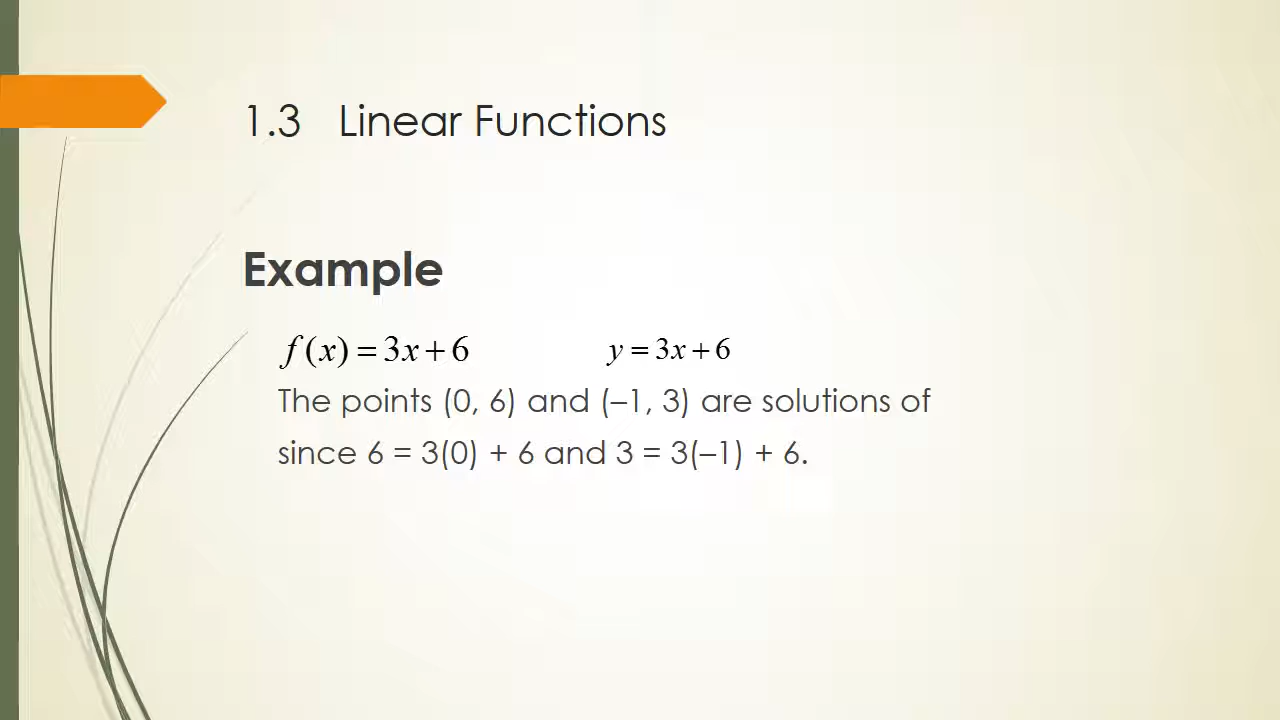 1.3 Linear Functions
Example
f(x) = 3x + 6 y = 3x + 6
The points (0, 6) and (–1, 3) are solutions of
since 6 = 3(0) + 6 and 3 = 3(–1) + 6.